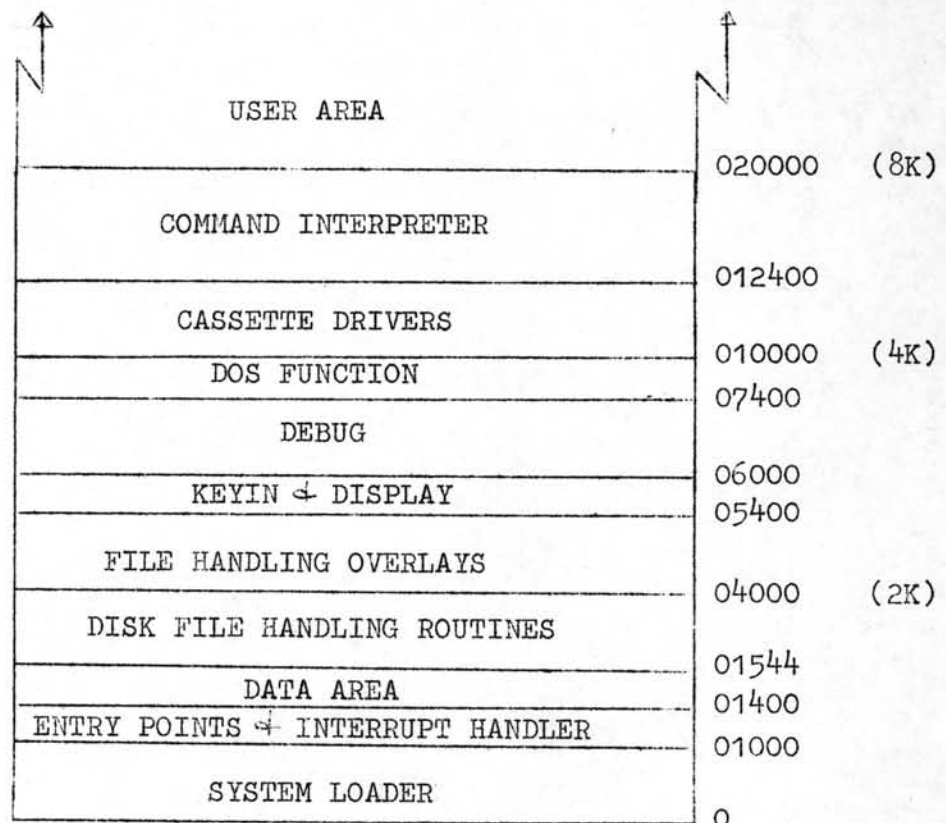 USER AREA
020000 (8K)
COMMAND INTERPRETER
012400
CASSETTE DRIVERS
010000 (4K)
DOS FUNCTION
07400
DEBUG
06000
KEYIN & DISPLAY
05400
FILE HANDLING OVERLAYS
04000 (2K)
DISK FILE HANDLING ROUTINES
01544
DATA AREA
01400
ENTRY POINTS & INTERRUPT HANDLER
01000
SYSTEM LOADER
0